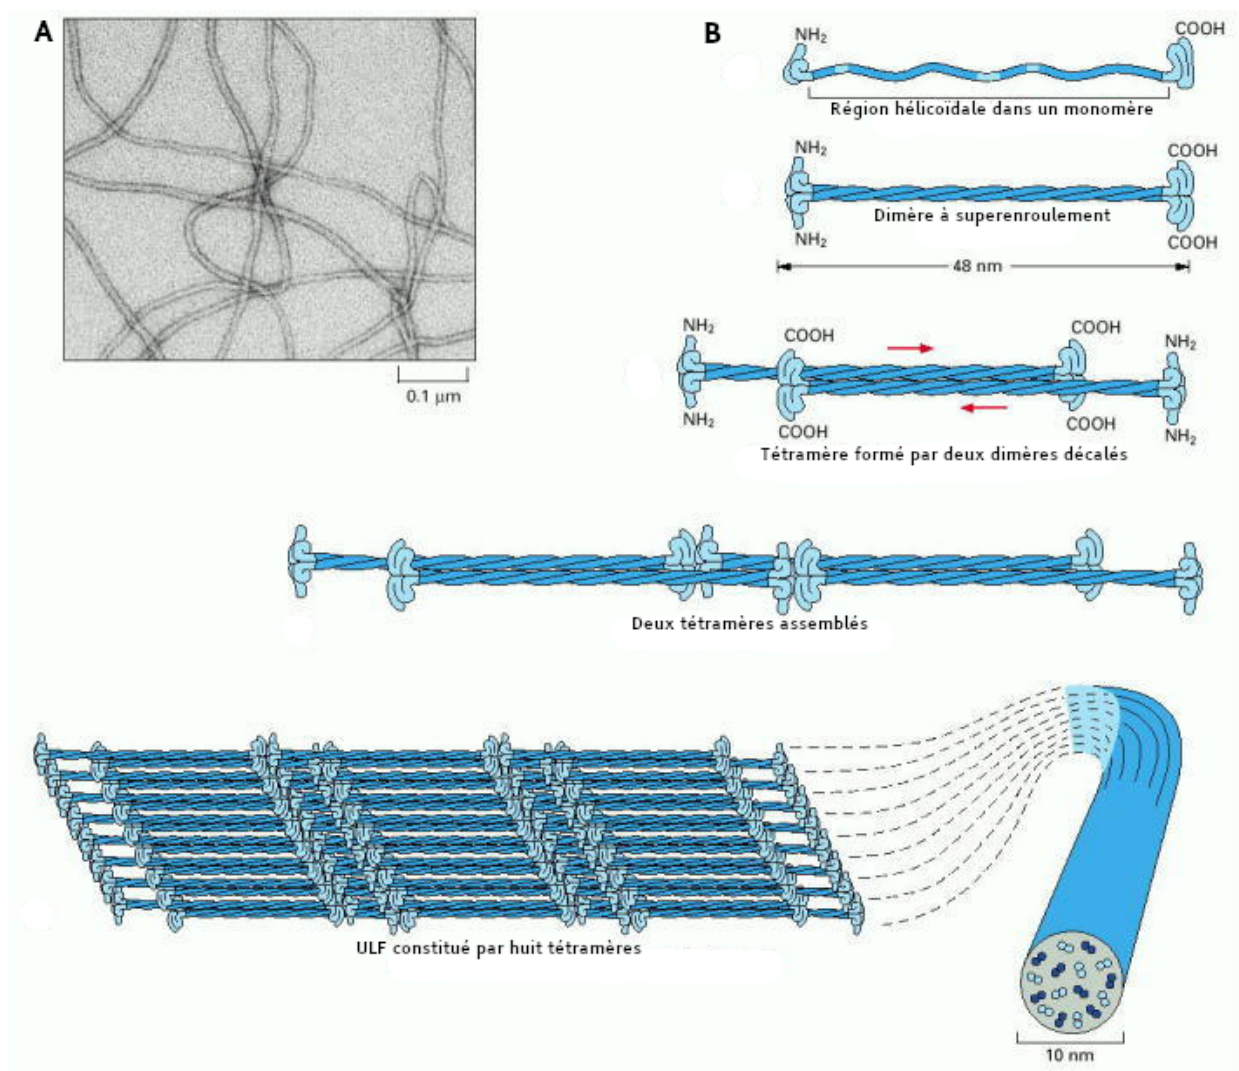 A
B
NH₂
COOH
Région hélicoïdale dans un monomère
NH₂
COOH
Dimère à superenroulement
NH₂
COOH
48 nm
0.1 µm
NH₂
COOH
COOH
NH₂
NH₂
COOH
COOH
NH₂
Tétramère formé par deux dimères décalés
Deux tétramères assemblés
ULF constitué par huit tétramères
10 nm